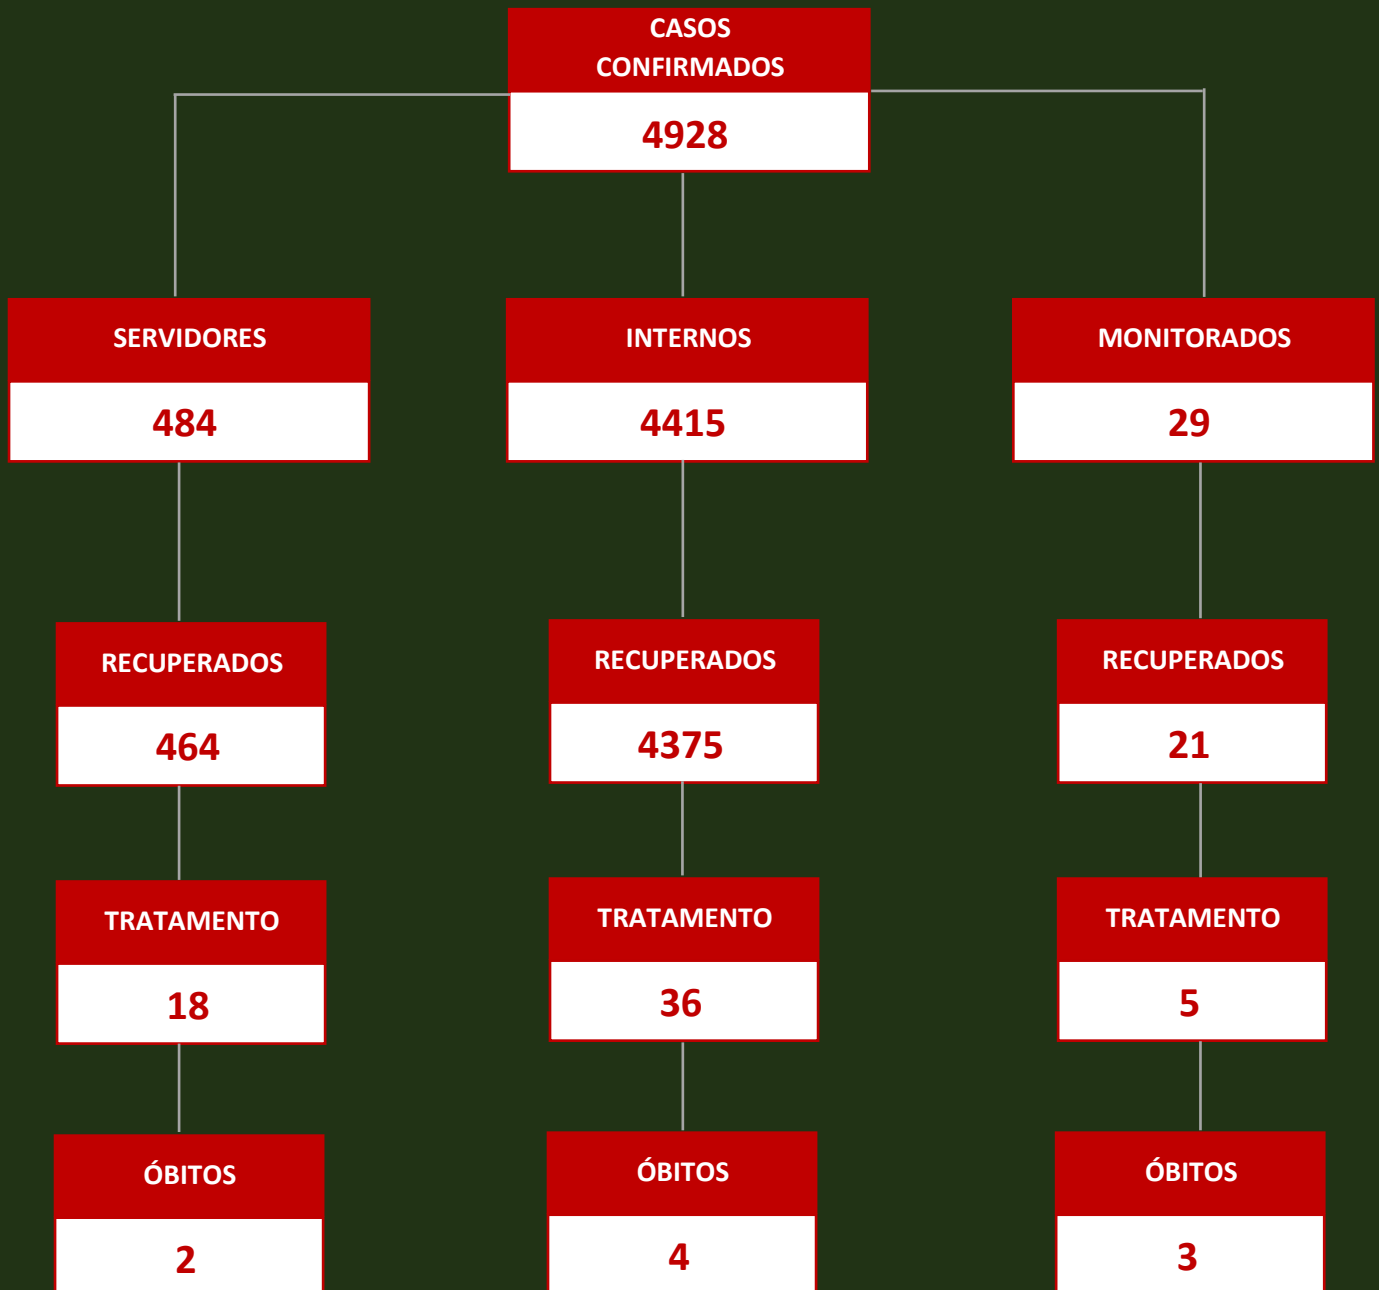 CASOS
CONFIRMADOS
4928
SERVIDORES
INTERNOS
MONITORADOS
484
4415
29
RECUPERADOS
RECUPERADOS
RECUPERADOS
464
4375
21
TRATAMENTO
TRATAMENTO
TRATAMENTO
18
36
5
ÓBITOS
ÓBITOS
ÓBITOS
2
4
3